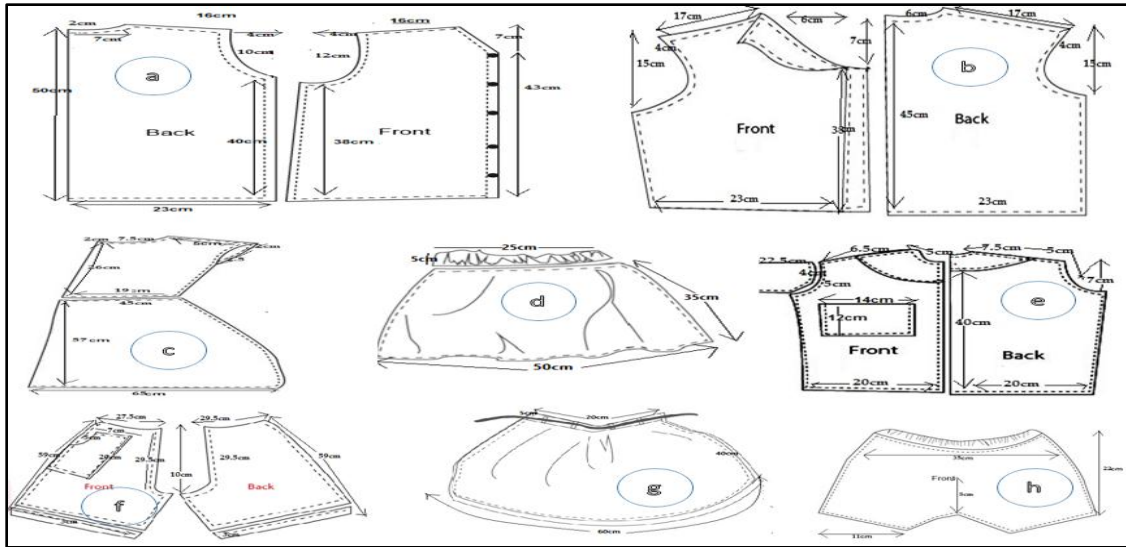 2cm 16cm 16cm
7cm 4cm 4cm 7cm
10cm 12cm
a
60cm 43cm
Back Front
40cm 38cm
23cm
17cm 6cm 6cm 17cm
4cm 7cm 4cm
15cm b 15cm
45cm
Front Back
23cm 23cm
2cm 7.5cm
26cm
19cm
45cm
57cm c
65cm
25cm
5cm
d 35cm
50cm
6.5cm 5cm 7.5cm 5cm
22.5cm 4cm 7cm
5cm e
14cm
12cm 40cm
Front Back
20cm 20cm
27.5cm 29.5cm
7cm
59cm 20cm 29.5cm 10cm 29.5cm 59cm
Front Back
f
20cm
40cm
g
60cm
35cm 22cm
Front h
5cm
11cm